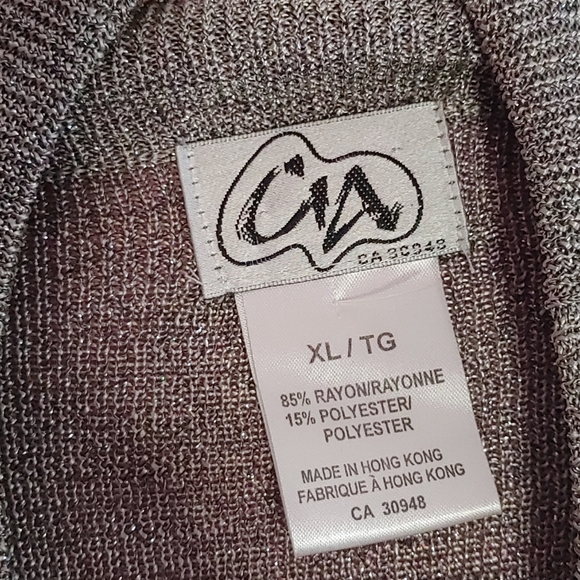 CIA
CA 30948
XL / TG
85% RAYON/RAYONNE
15% POLYESTER/
POLYESTER
MADE IN HONG KONG
FABRIQUE À HONG KONG
CA 30948